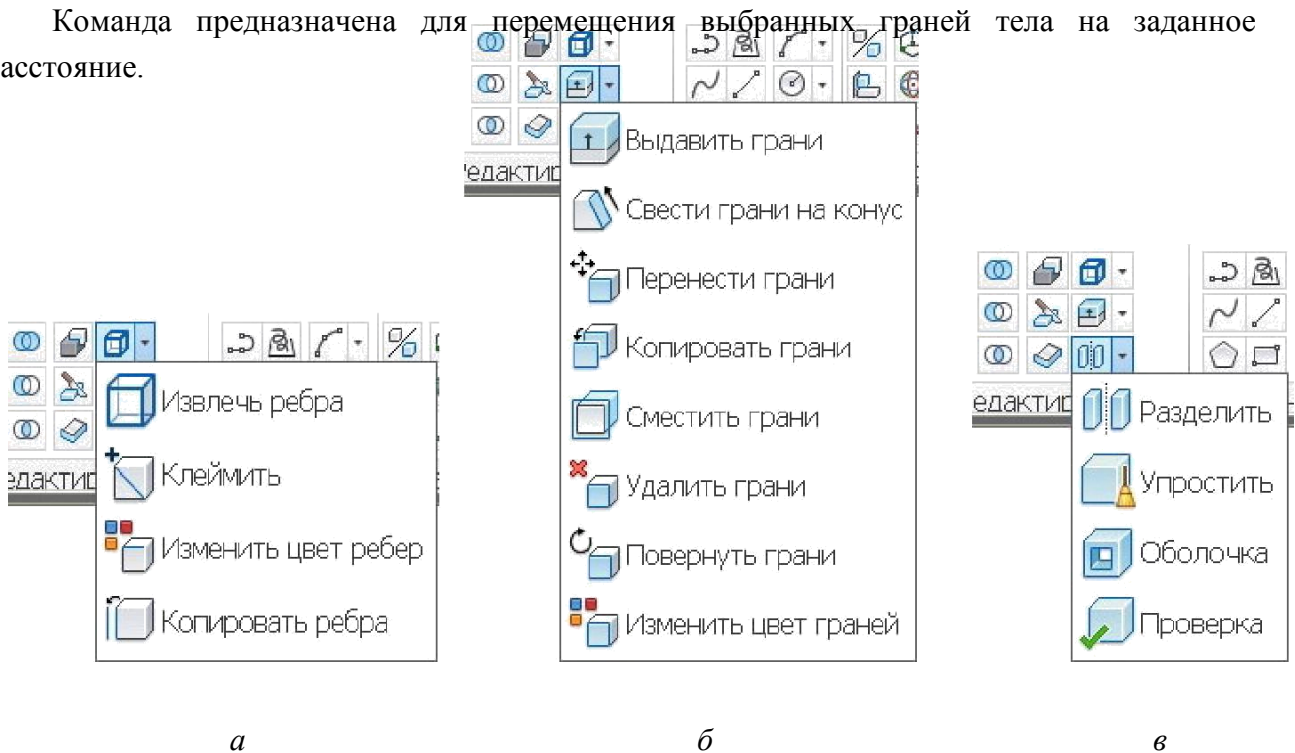 Команда предназначена для перемещения выбранных граней тела на заданное
асстояние.
едактир
Выдавить грани
Свести грани на конус
Перенести грани
Копировать грани
Сместить грани
Удалить грани
Повернуть грани
Изменить цвет граней
едактиг
Извлечь ребра
Клеймить
Изменить цвет ребер
Копировать ребра
едактис
Разделить
Упростить
Оболочка
Проверка
а
б
в